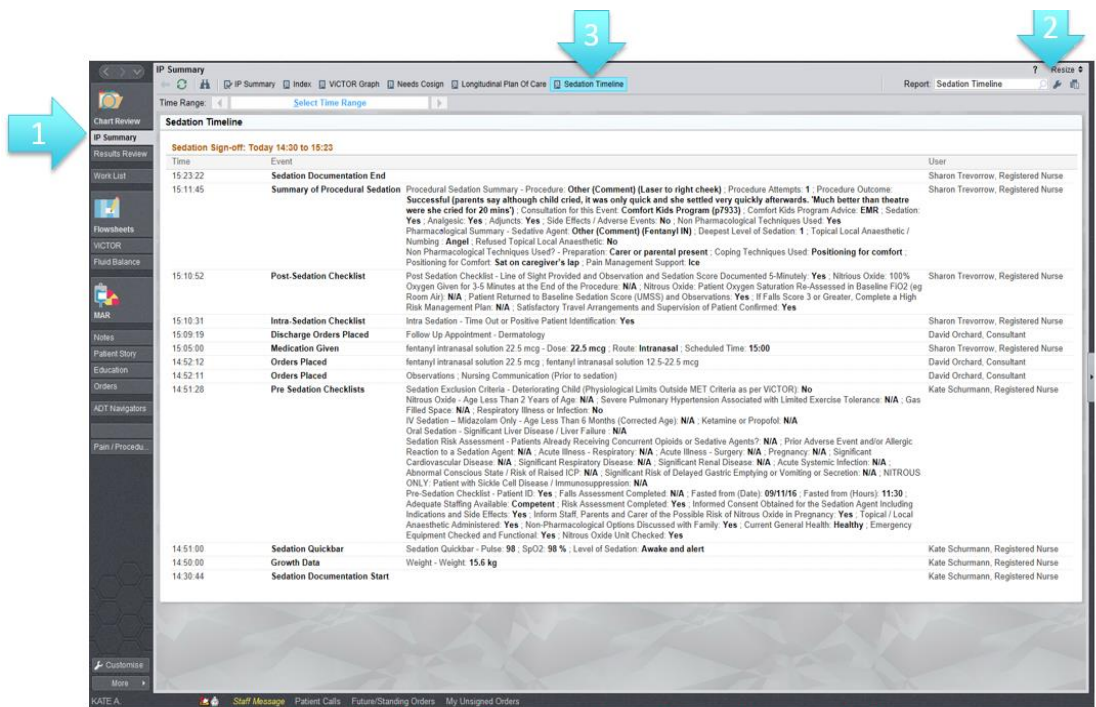 3
2
1
IP Summary
? Resize
IP Summary Index VICTOR Graph Needs Cosign Longitudinal Plan Of Care Sedation Timeline
Report: Sedation Timeline
Time Range: Select Time Range
Chart Review
IP Summary
Results Review
Work List
Flowsheets
VICTOR
Fluid Balance
MAR
Notes
Patient Story
Education
Orders
ADT Navigators
Pain / Procedu...
Customise
More
Sedation Timeline
Sedation Sign-off: Today 14:30 to 15:23
Time Event User
15:23:22 Sedation Documentation End Sharon Trevorrow, Registered Nurse
15:11:45 Summary of Procedural Sedation Procedural Sedation Summary - Procedure: Other (Comment) (Laser to right cheek) ; Procedure Attempts: 1 ; Procedure Outcome: Sharon Trevorrow, Registered Nurse
Successful (parents say although child cried, it was only quick and she settled very quickly afterwards. 'Much better than theatre
were she cried for 20 mins') ; Consultation for this Event: Comfort Kids Program (p7933) ; Comfort Kids Program Advice: EMR ; Sedation:
Yes ; Analgesic: Yes ; Adjuncts: Yes ; Side Effects / Adverse Events: No ; Non Pharmacological Techniques Used: Yes
Pharmacological Summary - Sedative Agent: Other (Comment) (Fentanyl IN) ; Deepest Level of Sedation: 1 ; Topical Local Anaesthetic /
Numbing : Angel ; Refused Topical Local Anaesthetic: No
Non Pharmacological Techniques Used? - Preparation: Carer or parental present ; Coping Techniques Used: Positioning for comfort ;
Positioning for Comfort: Sat on caregiver's lap ; Pain Management Support: Ice
15:10:52 Post-Sedation Checklist Post Sedation Checklist - Line of Sight Provided and Observation and Sedation Score Documented 5-Minutely: Yes ; Nitrious Oxide: 100% Sharon Trevorrow, Registered Nurse
Oxygen Given for 3-5 Minutes at the End of the Procedure: N/A ; Nitrous Oxide: Patient Oxygen Saturation Re-Assessed in Baseline FiO2 (eg
Room Air): N/A ; Patient Returned to Baseline Sedation Score (UMSS) and Observations: Yes ; If Falls Score 3 or Greater, Complete a High
Risk Management Plan: N/A ; Satisfactory Travel Arrangements and Supervision of Patient Confirmed: Yes
15:10:31 Intra-Sedation Checklist Intra Sedation - Time Out or Positive Patient Identification: Yes Sharon Trevorrow, Registered Nurse
15:09:19 Discharge Orders Placed Follow Up Appointment - Dermatology David Orchard, Consultant
15:05:00 Medication Given fentanyl intranasal solution 22.5 mcg - Dose: 22.5 mcg ; Route: Intranasal ; Scheduled Time: 15:00 Sharon Trevorrow, Registered Nurse
14:52:12 Orders Placed fentanyl intranasal solution 22.5 mcg ; fentanyl intranasal solution 12.5-22.5 mcg David Orchard, Consultant
14:52:11 Orders Placed Observations ; Nursing Communication (Prior to sedation) David Orchard, Consultant
14:51:28 Pre Sedation Checklists Sedation Exclusion Criteria - Deteriorating Child (Physiological Limits Outside MET Criteria as per ViCTOR): No Kate Schurmann, Registered Nurse
Nitrous Oxide - Age Less Than 2 Years of Age: N/A ; Severe Pulmonary Hypertension Associated with Limited Exercise Tolerance: N/A ; Gas
Filled Space: N/A ; Respiratory Illness or Infection: No
IV Sedation – Midazolam Only - Age Less Than 6 Months (Corrected Age): N/A ; Ketamine or Propofol: N/A
Oral Sedation - Significant Liver Disease / Liver Failure : N/A
Sedation Risk Assessment - Patients Already Receiving Concurrent Opioids or Sedative Agents?: N/A ; Prior Adverse Event and/or Allergic
Reaction to a Sedation Agent: N/A ; Acute Illness - Respiratory: N/A ; Acute Illness - Surgery: N/A ; Pregnancy: N/A ; Significant
Cardiovascular Disease: N/A ; Significant Respiratory Disease: N/A ; Significant Renal Disease: N/A ; Acute Systemic Infection: N/A ;
Abnormal Conscious State / Risk of Raised ICP: N/A ; Significant Risk of Delayed Gastric Emptying or Vomiting or Secretion: N/A ; NITROUS
ONLY: Patient with Sickle Cell Disease / Immunosuppression: N/A
Pre-Sedation Checklist - Patient ID: Yes ; Falls Assessment Completed: N/A ; Fasted from (Date): 09/11/16 ; Fasted from (Hours): 11:30 ;
Adequate Staffing Available: Competent ; Risk Assessment Completed: Yes ; Informed Consent Obtained for the Sedation Agent Including
Indications and Side Effects: Yes ; Inform Staff, Parents and Carer of the Possible Risk of Nitrous Oxide in Pregnancy: Yes ; Topical / Local
Anaesthetic Administered: Yes ; Non-Pharmacological Options Discussed with Family: Yes ; Current General Health: Healthy ; Emergency
Equipment Checked and Functional: Yes ; Nitrous Oxide Unit Checked: Yes
14:51:00 Sedation Quickbar Sedation Quickbar - Pulse: 98 ; SpO2: 98 % ; Level of Sedation: Awake and alert Kate Schurmann, Registered Nurse
14:50:00 Growth Data Weight - Weight: 15.6 kg Kate Schurmann, Registered Nurse
14:30:44 Sedation Documentation Start Kate Schurmann, Registered Nurse
KATE A. Staff Message Patient Calls Future/Standing Orders My Unsigned Orders